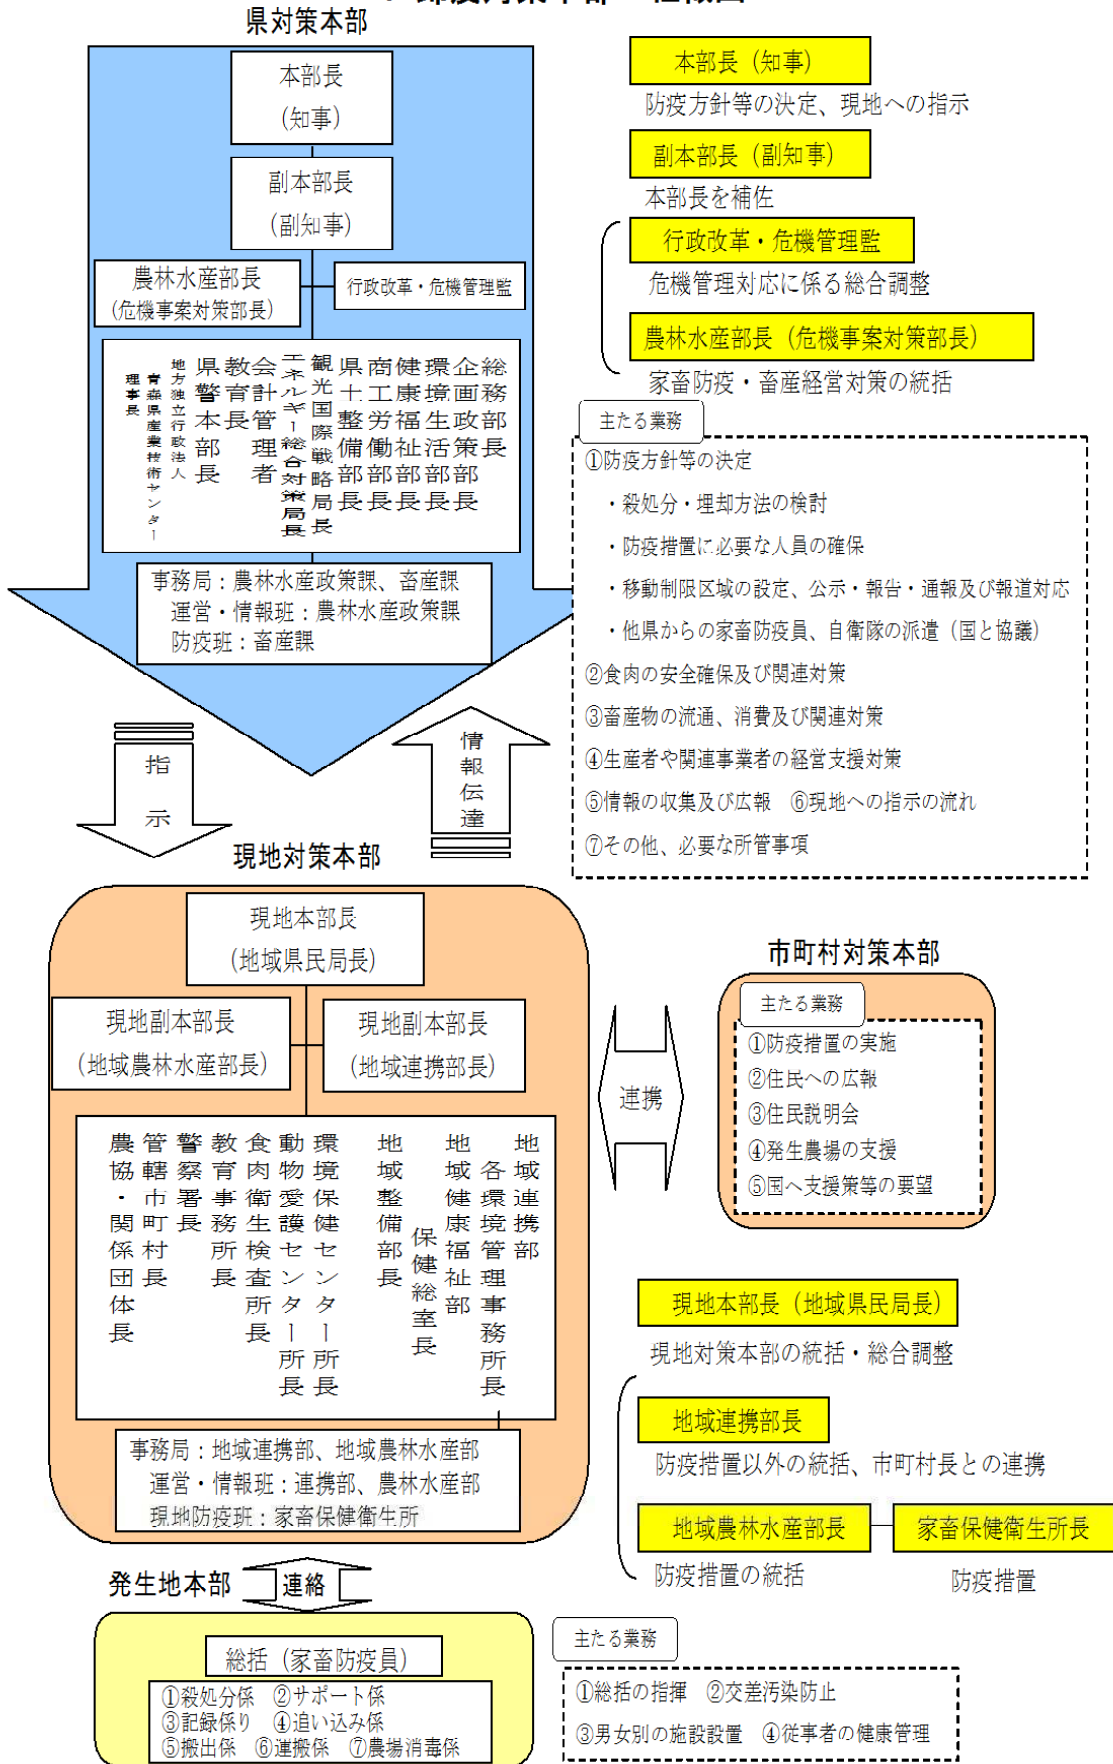 県対策本部
本部長
(知事)
副本部長
(副知事)
農林水産部長
(危機事案対策部長)
行政改革・危機管理監
総務部長
企画政策部長
環境生活部長
健康福祉部長
商工労働部長
県土整備部長
観光国際戦略局長
エネルギー総合対策局長
会計管理者
教育長
県警本部長
地方独立行政法人
青森県産業技術センター
理事長
事務局：農林水産政策課、畜産課
運営・情報班：農林水産政策課
防疫班：畜産課
本部長（知事）
防疫方針等の決定、現地への指示
副本部長（副知事）
本部長を補佐
行政改革・危機管理監
危機管理対応に係る総合調整
農林水産部長（危機事案対策部長）
家畜防疫・畜産経営対策の統括
主たる業務
①防疫方針等の決定
・殺処分・埋却方法の検討
・防疫措置に必要な人員の確保
・移動制限区域の設定、公示・報告・通報及び報道対応
・他県からの家畜防疫員、自衛隊の派遣（国と協議）
②食肉の安全確保及び関連対策
③畜産物の流通、消費及び関連対策
④生産者や関連事業者の経営支援対策
⑤情報の収集及び広報　⑥現地への指示の流れ
⑦その他、必要な所管事項
指示
情報伝達
現地対策本部
現地本部長
(地域県民局長)
現地副本部長
(地域農林水産部長)
現地副本部長
(地域連携部長)
地域連携部
各環境管理事務所長
地域健康福祉部
保健総室長
地域整備部長
環境保健センター所長
動物愛護センター所長
食肉衛生検査所長
教育事務所長
警察署長
管轄市町村長
農協・関係団体長
事務局：地域連携部、地域農林水産部
運営・情報班：連携部、農林水産部
現地防疫班：家畜保健衛生所
連携
市町村対策本部
主たる業務
①防疫措置の実施
②住民への広報
③住民説明会
④発生農場の支援
⑤国へ支援策等の要望
現地本部長（地域県民局長）
現地対策本部の統括・総合調整
地域連携部長
防疫措置以外の統括、市町村長との連携
地域農林水産部長
家畜保健衛生所長
防疫措置の統括
防疫措置
発生地本部
連絡
総括（家畜防疫員）
①殺処分係　②サポート係
③記録係り　④追い込み係
⑤搬出係　⑥運搬係　⑦農場消毒係
主たる業務
①総括の指揮　②交差汚染防止
③男女別の施設設置　④従事者の健康管理